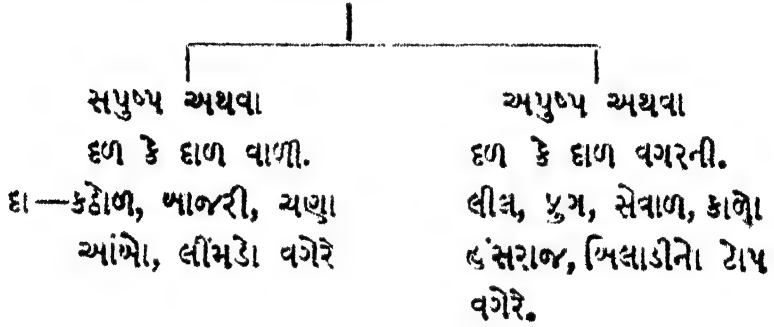 સપુષ્પ અથવા
દળ કે દાળ વાળી.
દા—કઠોળ, બાજરી, ચણા
આંબો, લીંમડો વગેરે
અપુષ્પ અથવા
દળ કે દાળ વગરની.
લીલ, ફુગ, સેવાળ, કાળો
હંસરાજ, બિલાડીનો ટોપ
વગેરે.